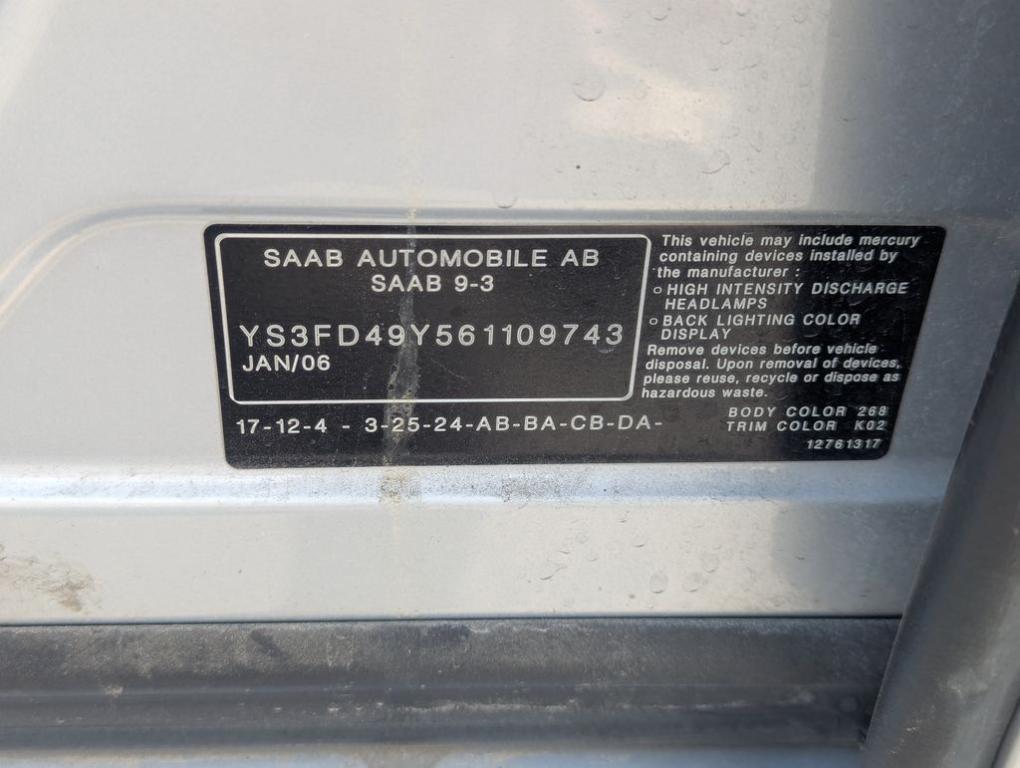 SAAB AUTOMOBILE AB
SAAB 9-3
YS3FD49Y561109743
JAN/06
17-12-4 - 3-25-24-AB-BA-CB-DA-
This vehicle may include mercury
containing devices installed by
the manufacturer :
o HIGH INTENSITY DISCHARGE
HEADLAMPS
o BACK LIGHTING COLOR
DISPLAY
Remove devices before vehicle
disposal. Upon removal of devices,
please reuse, recycle or dispose as
hazardous waste.
BODY COLOR 268
TRIM COLOR K02
12761317